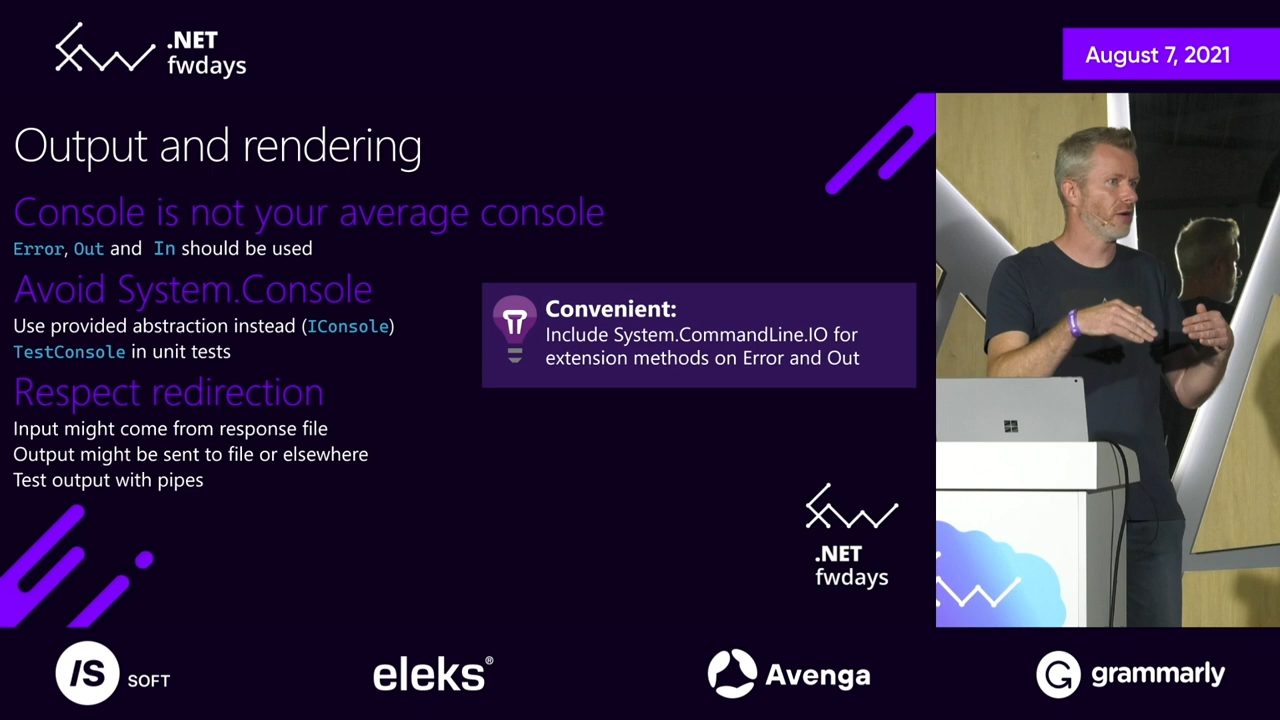 .NET
fwdays
August 7, 2021
Output and rendering
Console is not your average console
Error, Out and In should be used
Avoid System.Console
Use provided abstraction instead (IConsole)
TestConsole in unit tests
Respect redirection
Input might come from response file
Output might be sent to file or elsewhere
Test output with pipes
Convenient:
Include System.CommandLine.IO for
extension methods on Error and Out
.NET
fwdays
IS SOFT
eleks®
Avenga
grammarly